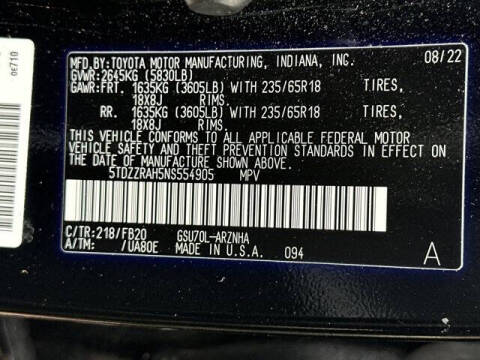 MFD.BY: TOYOTA MOTOR MANUFACTURING, INDIANA, INC. 08/22
GVWR: 2645KG (5830LB)
GAWR: FRT. 1635KG (3605LB) WITH 235/65R18 TIRES,
18X8J RIMS.
RR. 1635KG (3605LB) WITH 235/65R18 TIRES,
18X8J RIMS.
THIS VEHICLE CONFORMS TO ALL APPLICABLE FEDERAL MOTOR
VEHICLE SAFETY AND THEFT PREVENTION STANDARDS IN
EFFECT ON THE DATE OF MANUFACTURE SHOWN ABOVE.
5TDZZRAH5NS554905 MPV
C/TR: 218/FB20 GSU70L-ARZNHA
A/TM: /UA80E MADE IN U.S.A. 094 A
0E710